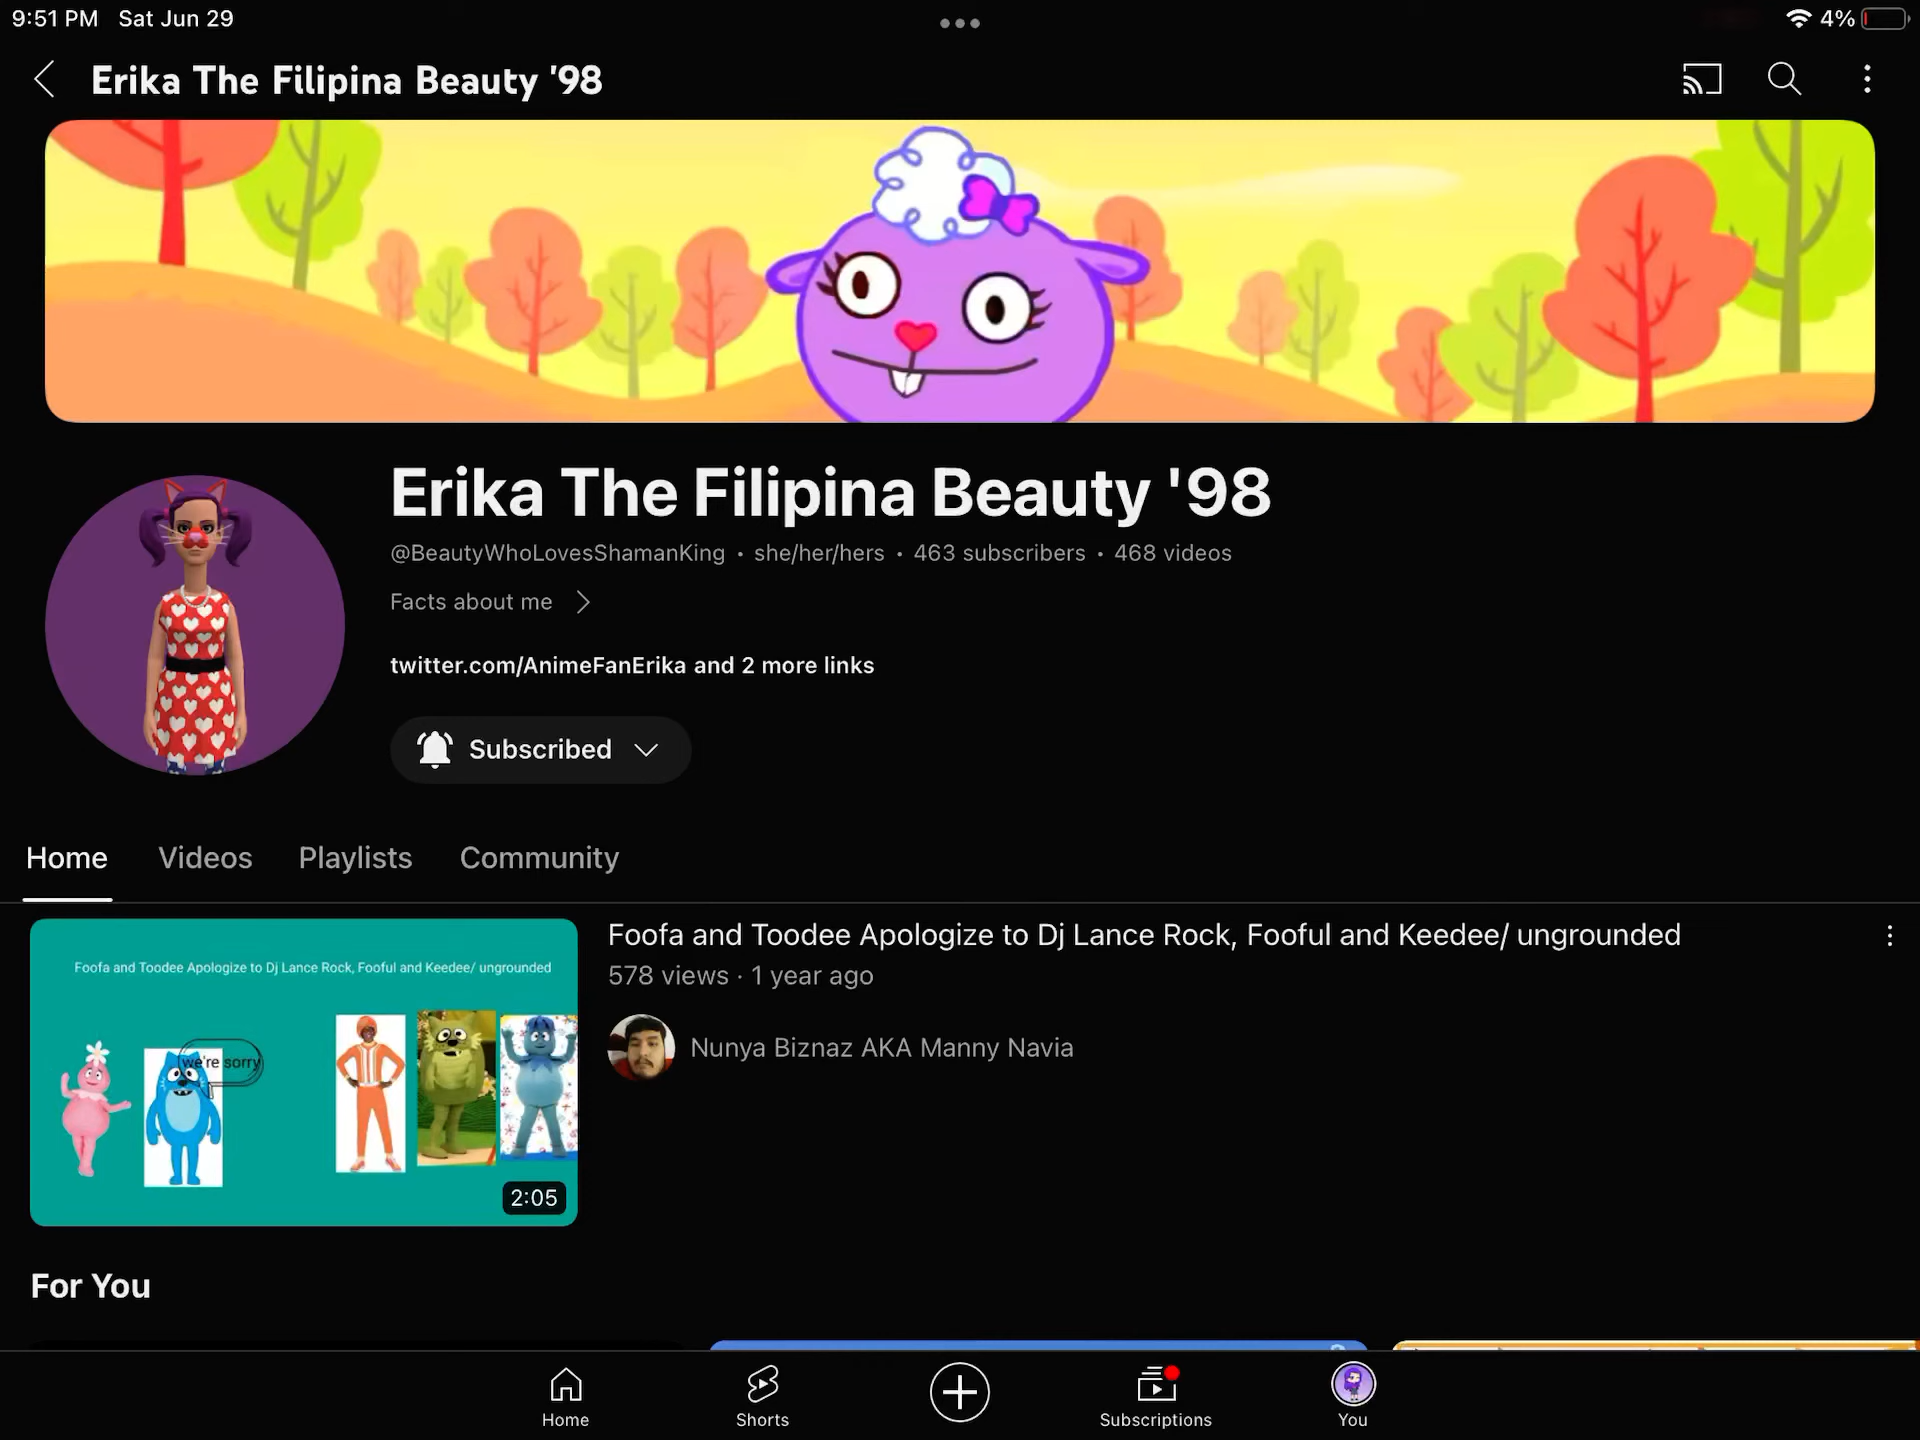 9:51 PM Sat Jun 29
4%
Erika The Filipina Beauty '98
Erika The Filipina Beauty '98
@BeautyWhoLovesShamanKing • she/her/hers • 463 subscribers • 468 videos
Facts about me
twitter.com/AnimeFanErika and 2 more links
Subscribed
Home Videos Playlists Community
Foofa and Toodee Apologize to Dj Lance Rock, Fooful and Keedee/ ungrounded
we're sorry
2:05
Foofa and Toodee Apologize to Dj Lance Rock, Fooful and Keedee/ ungrounded
578 views · 1 year ago
Nunya Biznaz AKA Manny Navia
For You
Home Shorts Subscriptions You